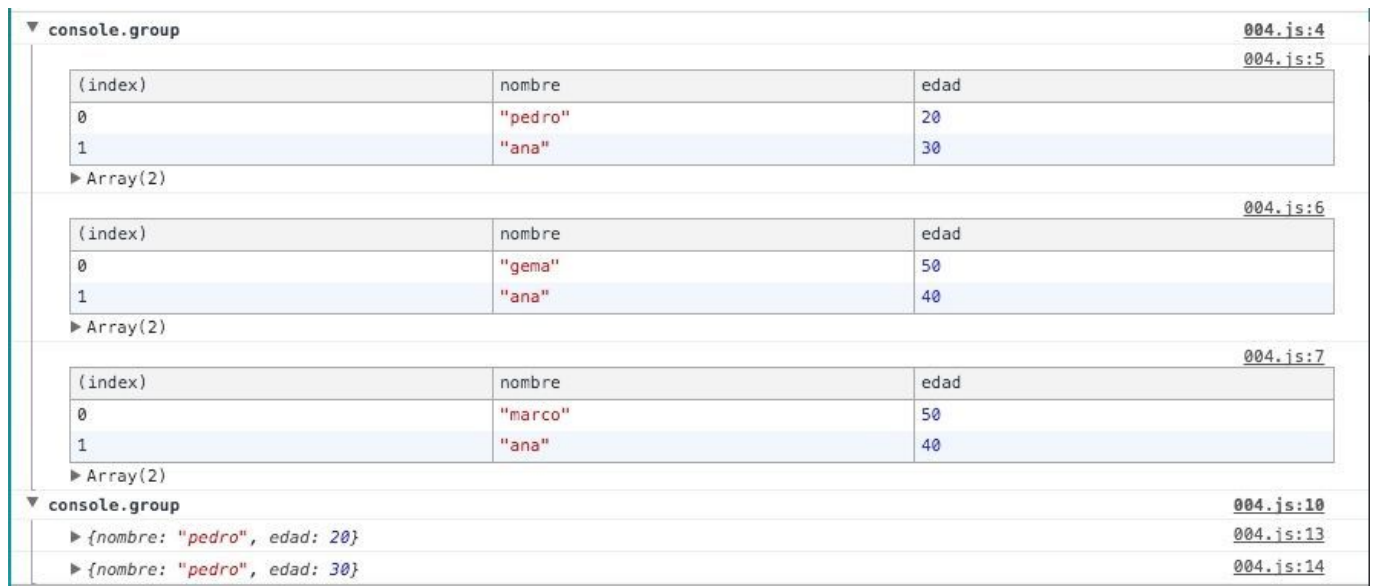 ▼ console.group 004.js:4
004.js:5
(index) nombre edad
0 "pedro" 20
1 "ana" 30
▶ Array(2)
004.js:6
(index) nombre edad
0 "gema" 50
1 "ana" 40
▶ Array(2)
004.js:7
(index) nombre edad
0 "marco" 50
1 "ana" 40
▶ Array(2)
▼ console.group 004.js:10
▶ {nombre: "pedro", edad: 20} 004.js:13
▶ {nombre: "pedro", edad: 30} 004.js:14